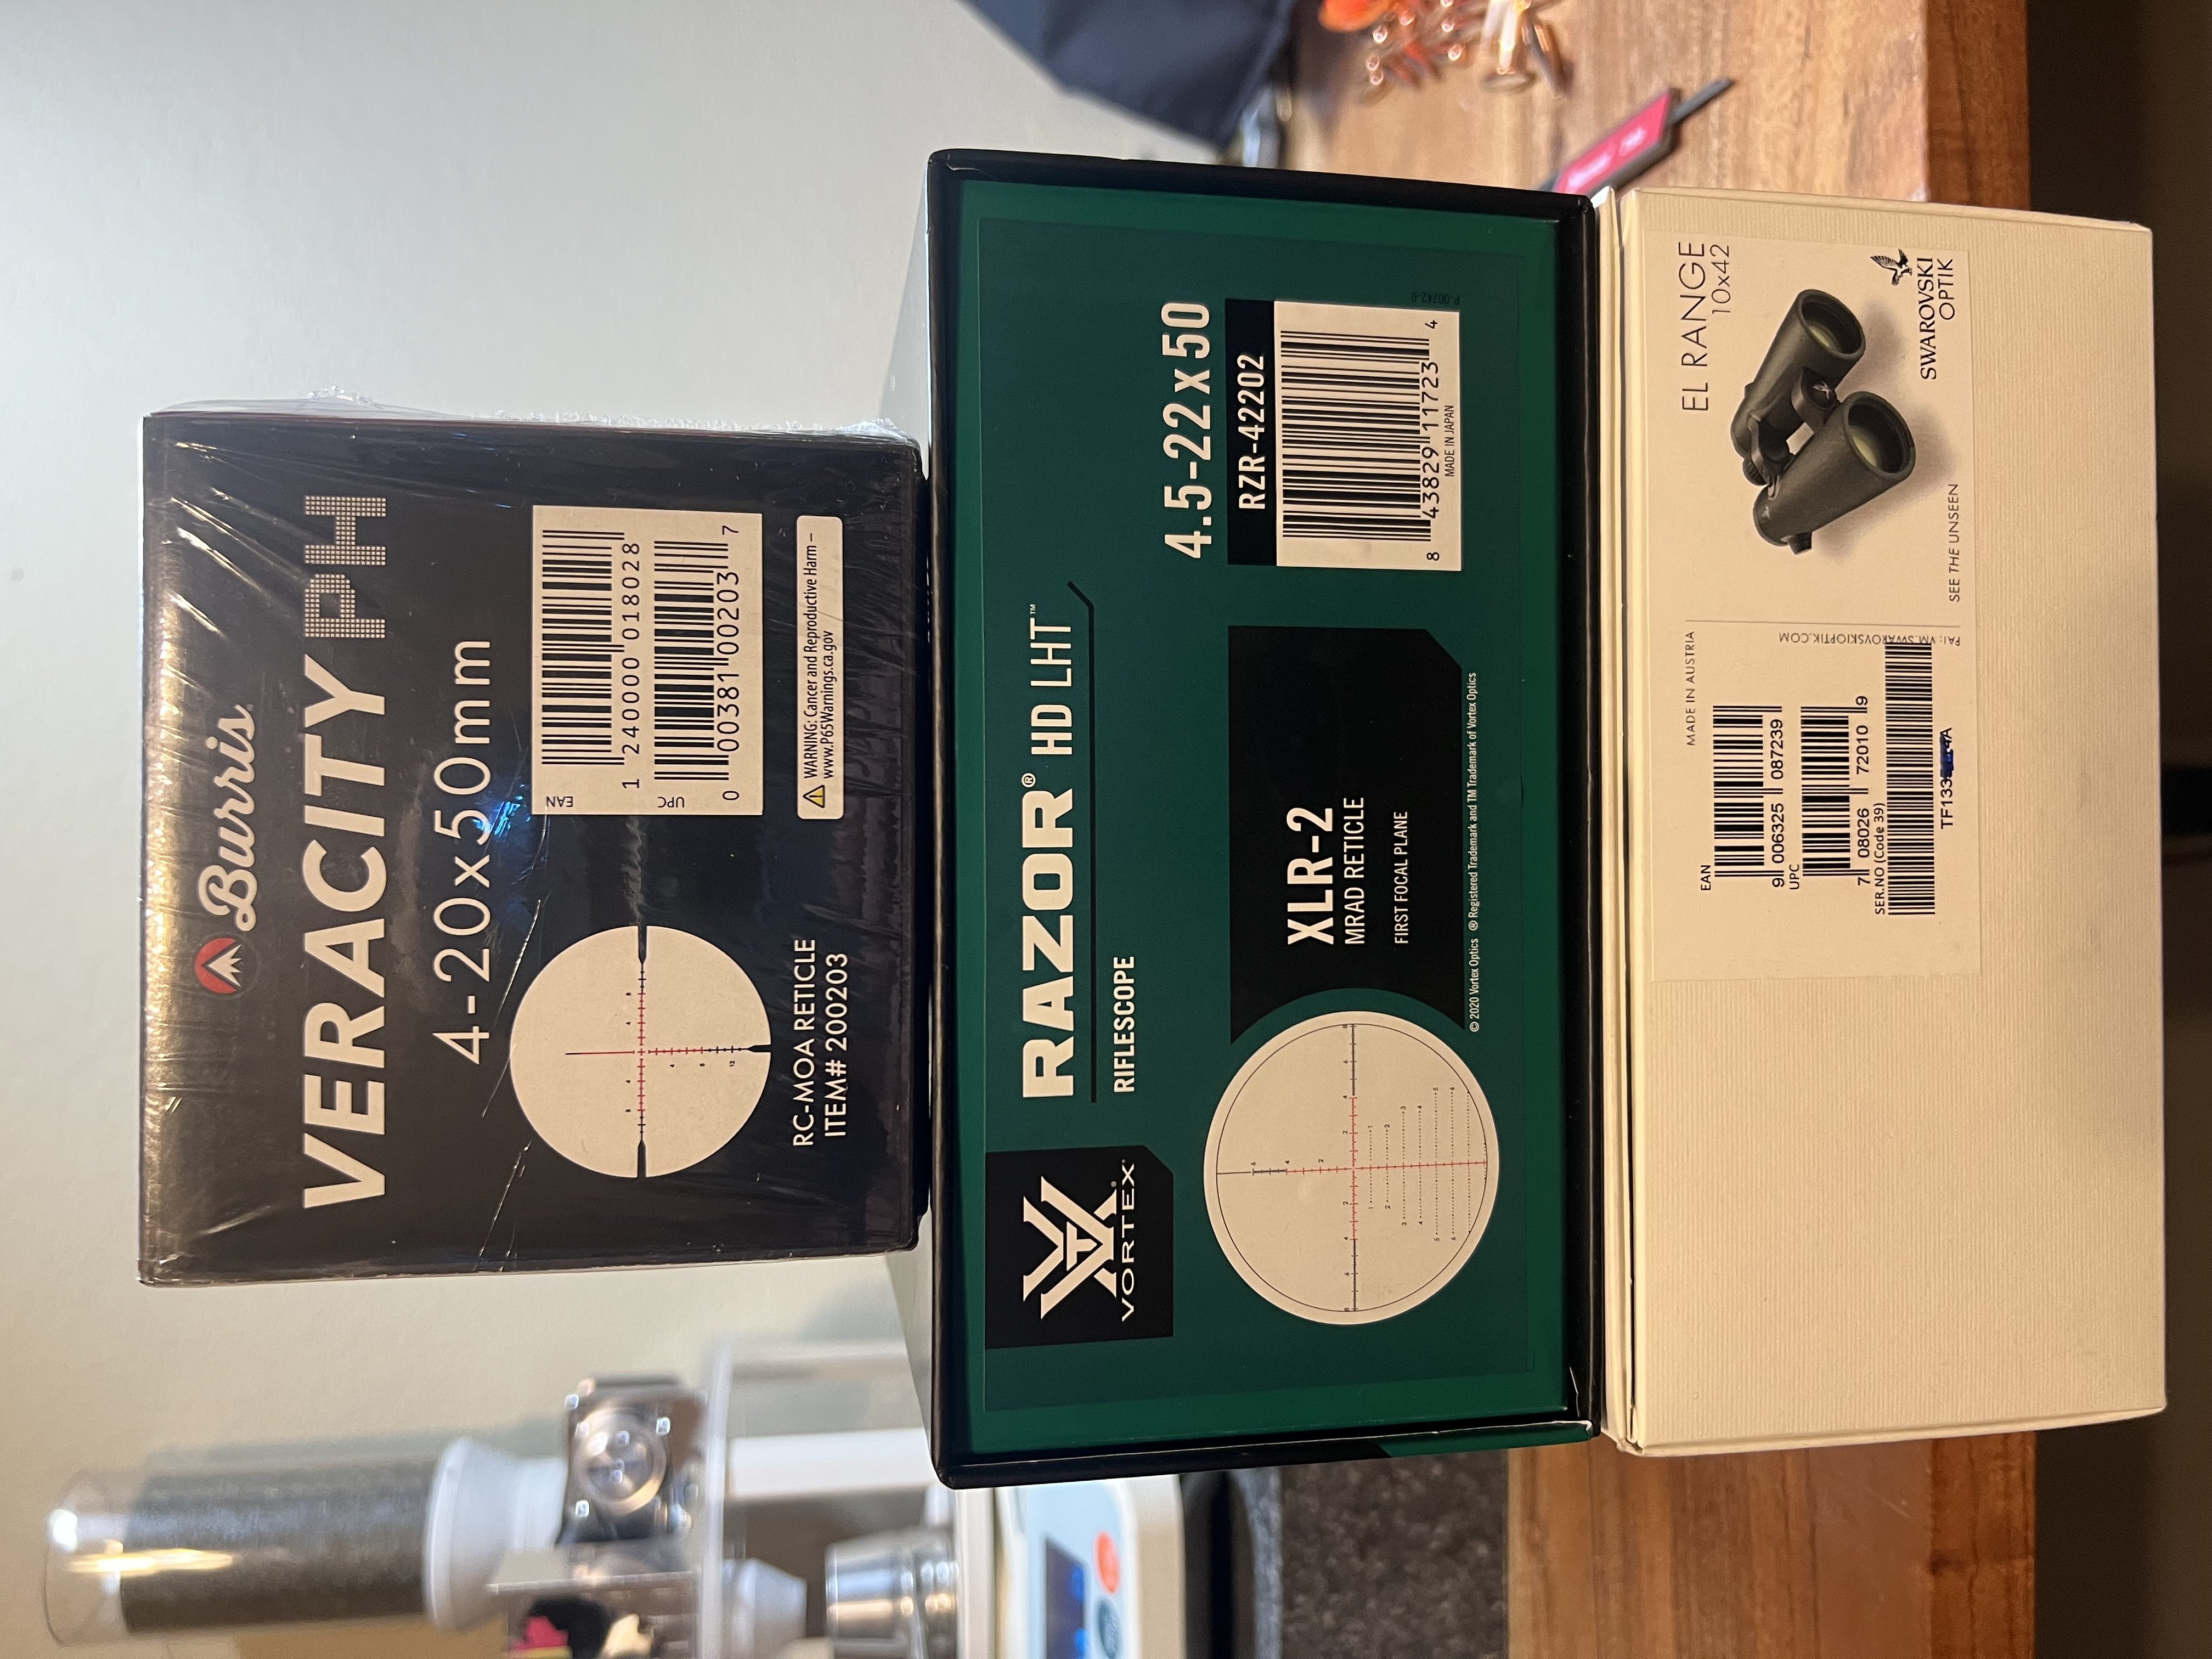 Burris
VERACITY PH
4-20x50mm
EAN
1 240000 018028
UPC
0 00381 00203 7
RC-MOA RETICLE
ITEM# 200203
WARNING: Cancer and Reproductive Harm –
www.P65Warnings.ca.gov
VORTEX
RAZOR® HD LHT™
RIFLESCOPE
4.5-22x50
RZR-42202
8 43829 11723 4
MADE IN JAPAN
P-00742-0
XLR-2
MRAD RETICLE
FIRST FOCAL PLANE
© 2020 Vortex Optics ® Registered Trademark and TM Trademark of Vortex Optics
EL RANGE
10x42
SWAROVSKI
OPTIK
SEE THE UNSEEN
MADE IN AUSTRIA
EAN
9 006325 087239
UPC
7 08026 72010 9
SER.NO (Code 39)